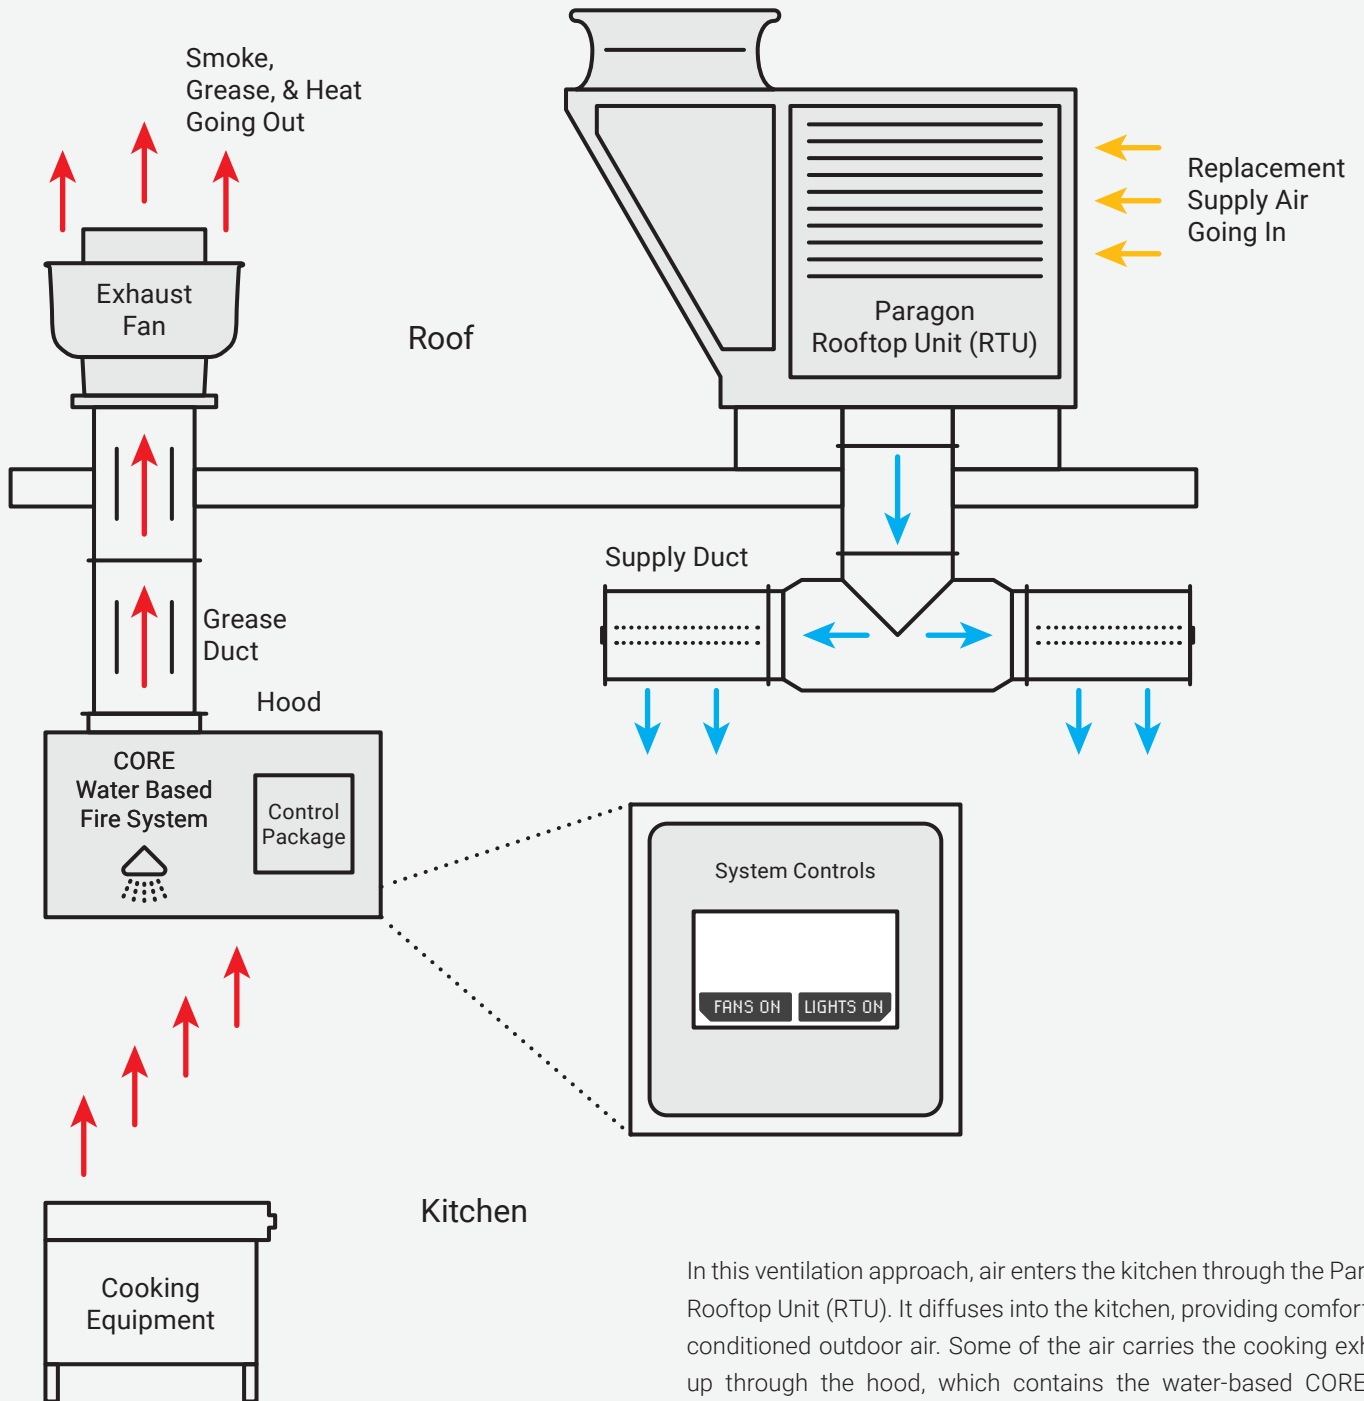 Smoke,
Grease, & Heat
Going Out
Replacement
Supply Air
Going In
Exhaust
Fan
Roof
Paragon
Rooftop Unit (RTU)
Supply Duct
Grease
Duct
Hood
CORE
Water Based
Fire System
Control
Package
System Controls
FANS ON
LIGHTS ON
Kitchen
Cooking
Equipment
In this ventilation approach, air enters the kitchen through the Par
Rooftop Unit (RTU). It diffuses into the kitchen, providing comfort
conditioned outdoor air. Some of the air carries the cooking exh
up through the hood, which contains the water-based CORE